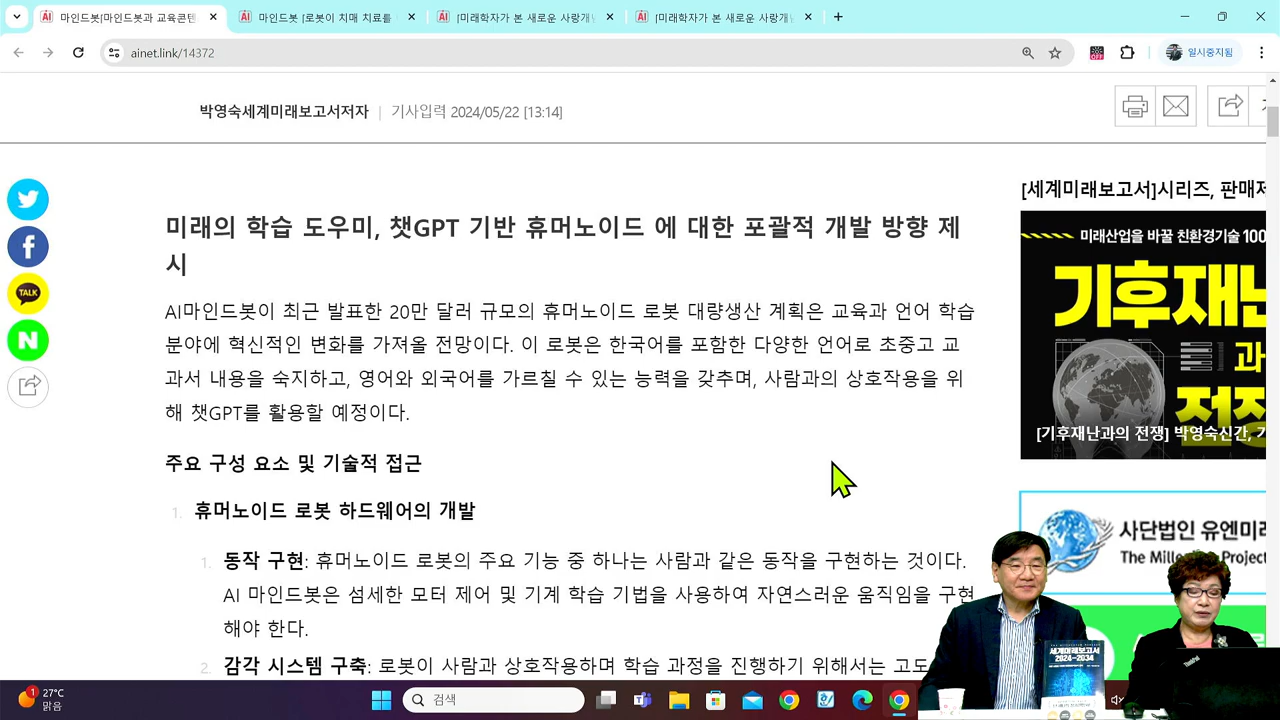 마인드봇[마인드봇과 교육콘텐
마인드봇 [로봇이 치매 치료를
[미래학자가 본 새로운 사랑개념
[미래학자가 본 새로운 사랑개념
ainet.link/14372
OFF
일시중지됨
박영숙세계미래보고서저자 | 기사입력 2024/05/22 [13:14]
미래의 학습 도우미, 챗GPT 기반 휴머노이드 에 대한 포괄적 개발 방향 제
시
AI마인드봇이 최근 발표한 20만 달러 규모의 휴머노이드 로봇 대량생산 계획은 교육과 언어 학습
분야에 혁신적인 변화를 가져올 전망이다. 이 로봇은 한국어를 포함한 다양한 언어로 초중고 교
과서 내용을 숙지하고, 영어와 외국어를 가르칠 수 있는 능력을 갖추며, 사람과의 상호작용을 위
해 챗GPT를 활용할 예정이다.
주요 구성 요소 및 기술적 접근
1. 휴머노이드 로봇 하드웨어의 개발
1. 동작 구현: 휴머노이드 로봇의 주요 기능 중 하나는 사람과 같은 동작을 구현하는 것이다.
AI 마인드봇은 섬세한 모터 제어 및 기계 학습 기법을 사용하여 자연스러운 움직임을 구현
해야 한다.
2. 감각 시스템 구축: 로봇이 사람과 상호작용하며 학습 과정을 진행하기 위해서는 고도
TALK
N
[세계미래보고서]시리즈, 판매저
미래산업을 바꿀 친환경기술 100
기후재난
과
전쟁
[기후재난과의 전쟁] 박영숙신간, 기
사단법인 유엔미래
The Millennium Project
세계미래보고서
2024-2034
ThinkPad
1
27°C
맑음
검색